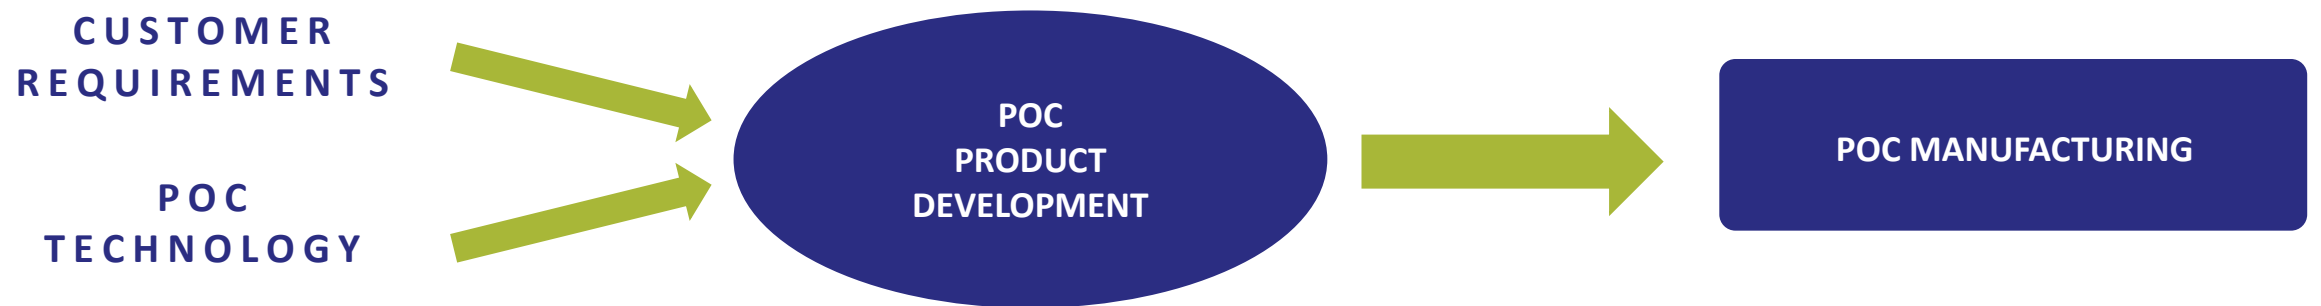 CUSTOMER
REQUIREMENTS
POC
TECHNOLOGY
POC
PRODUCT
DEVELOPMENT
POC MANUFACTURING